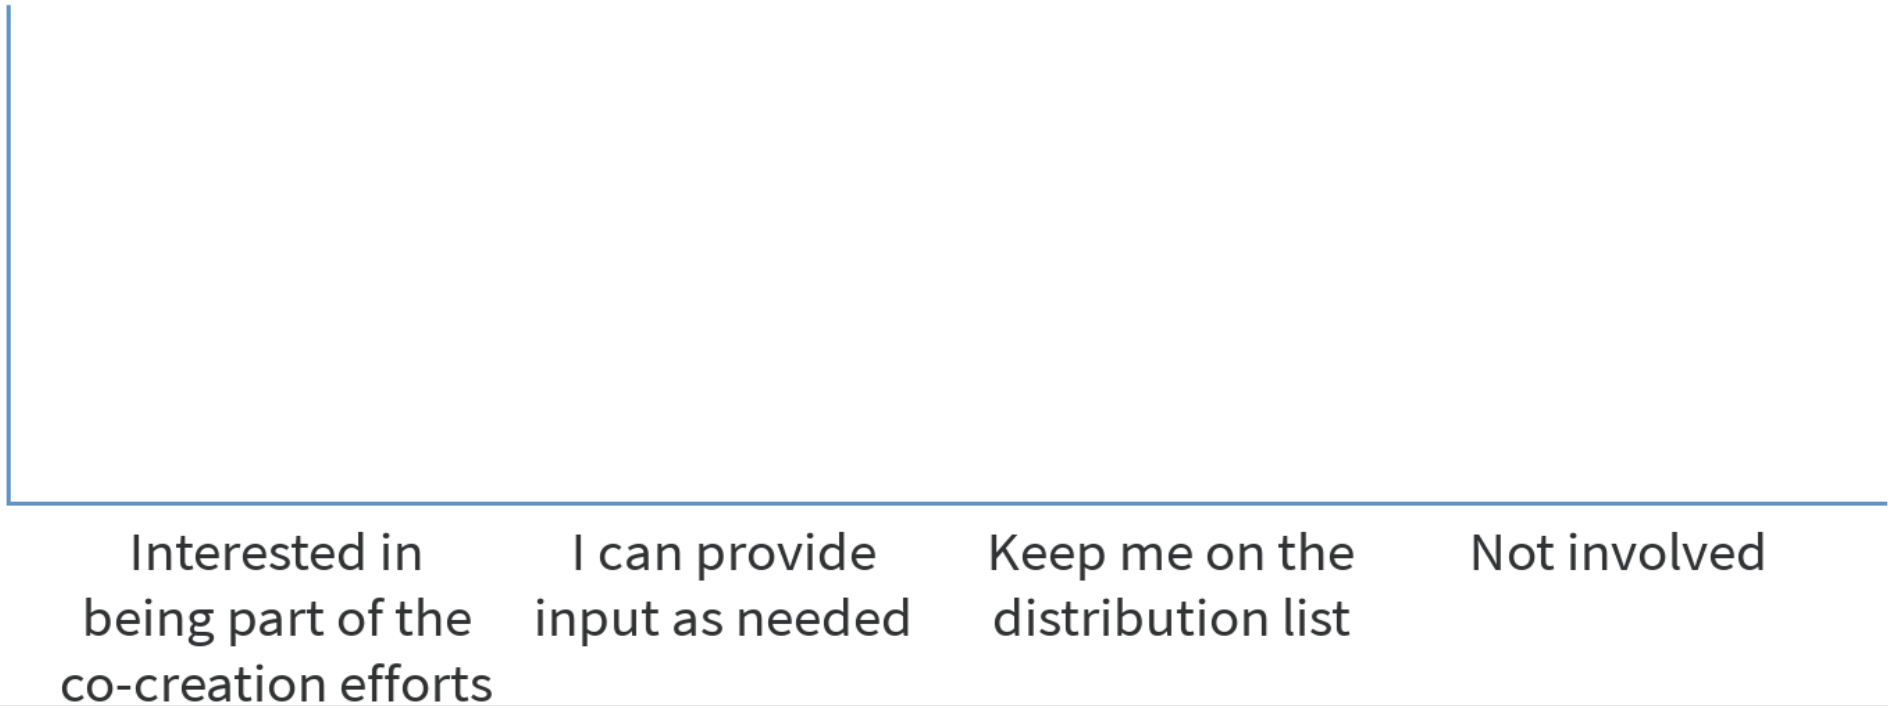 Interested in
being part of the
co-creation efforts
I can provide
input as needed
Keep me on the
distribution list
Not involved